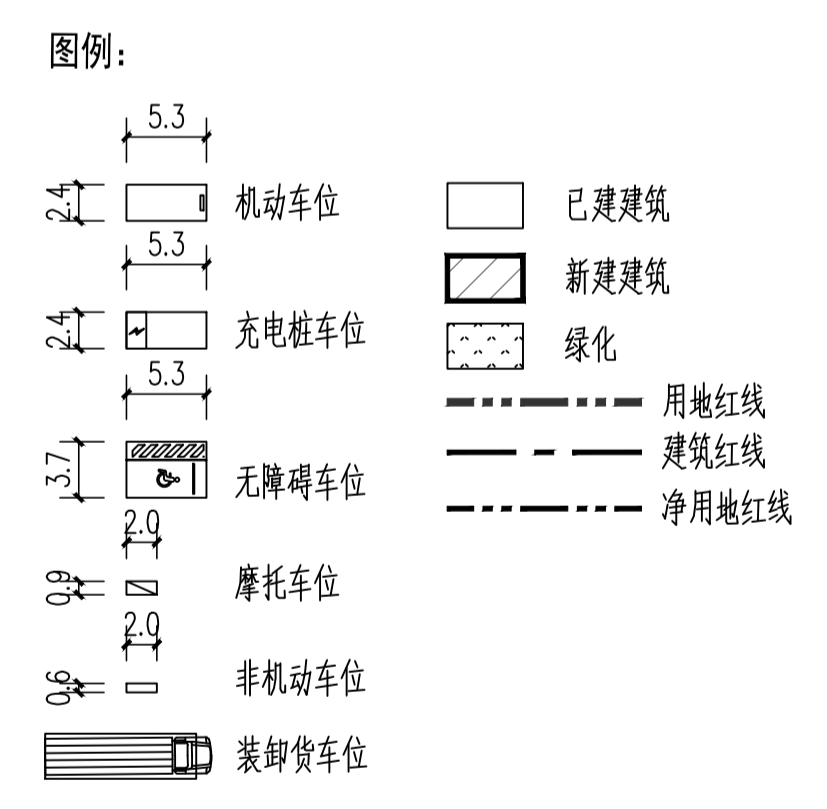 图例：
5.3
2.4
机动车位
5.3
2.4
充电桩车位
5.3
3.7
无障碍车位
2.0
0.9
摩托车位
2.0
0.6
非机动车位
装卸货车位
已建建筑
新建建筑
绿化
用地红线
建筑红线
净用地红线